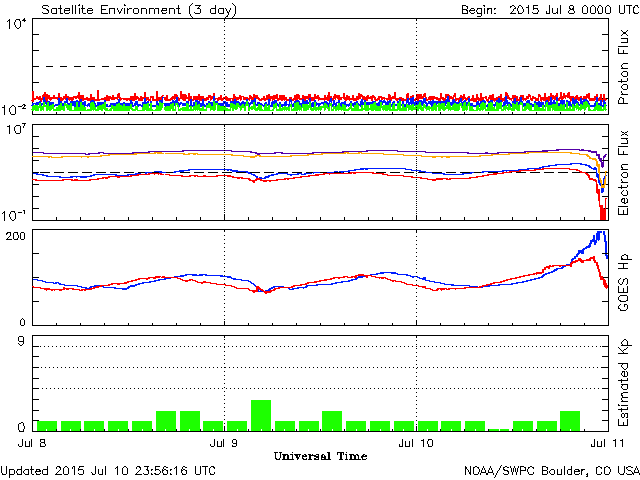 Satellite Environment (3 day) Begin: 2015 Jul 8 0000 UTC
10^4
10^-2
Proton Flux
10^7
10^-1
Electron Flux
200
0
GOES Hp
9
0
Estimated Kp
Jul 8 Jul 9 Jul 10 Jul 11
Universal Time
Updated 2015 Jul 10 23:56:16 UTC NOAA/SWPC Boulder, CO USA